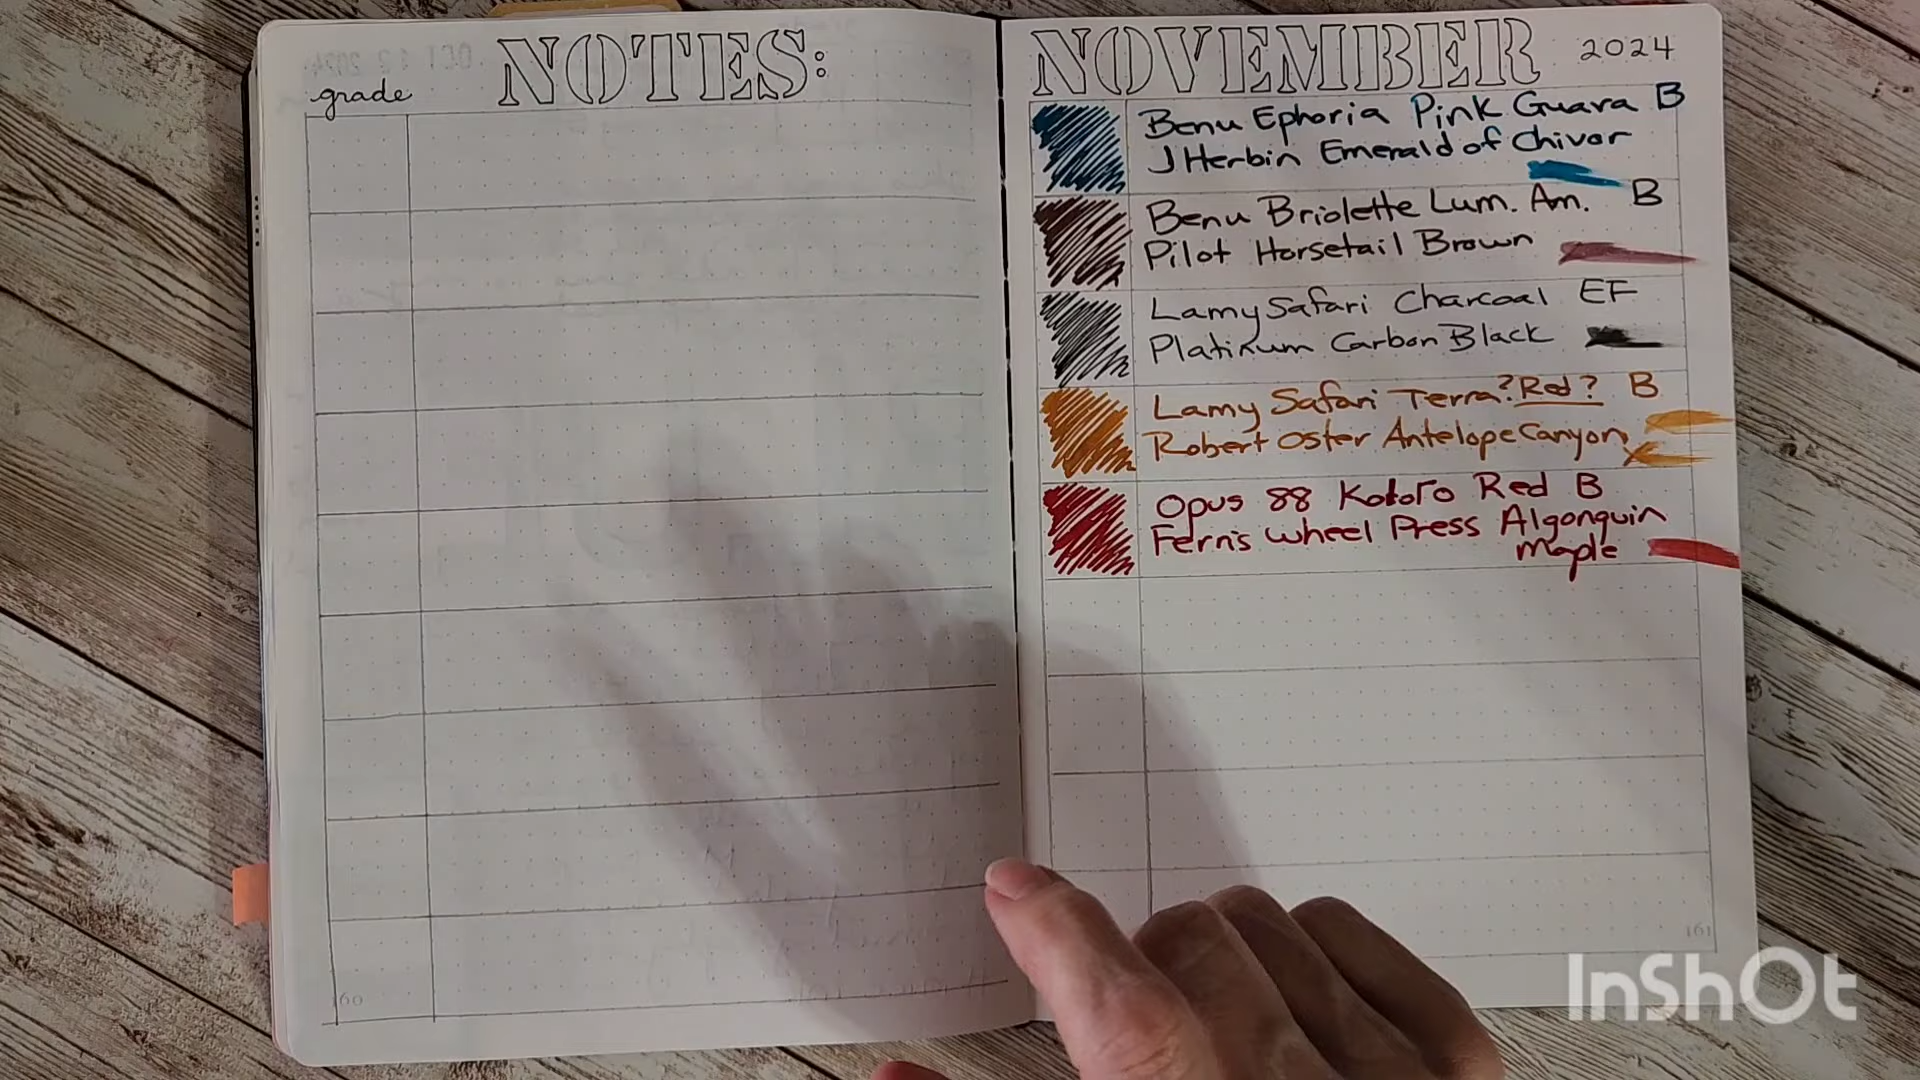 NOTES:
grade
160
NOVEMBER 2024
Benu Ephoria Pink Guava B
J Herbin Emerald of Chivor
Benu Briolette Lum. Am. B
Pilot Horsetail Brown
Lamy Safari Charcoal EF
Platinum Carbon Black
Lamy Safari Terra? Red? B
Robert Oster Antelope Canyon
Opus 88 Kokoro Red B
Ferris Wheel Press Algonquin
Maple
161
InShOt